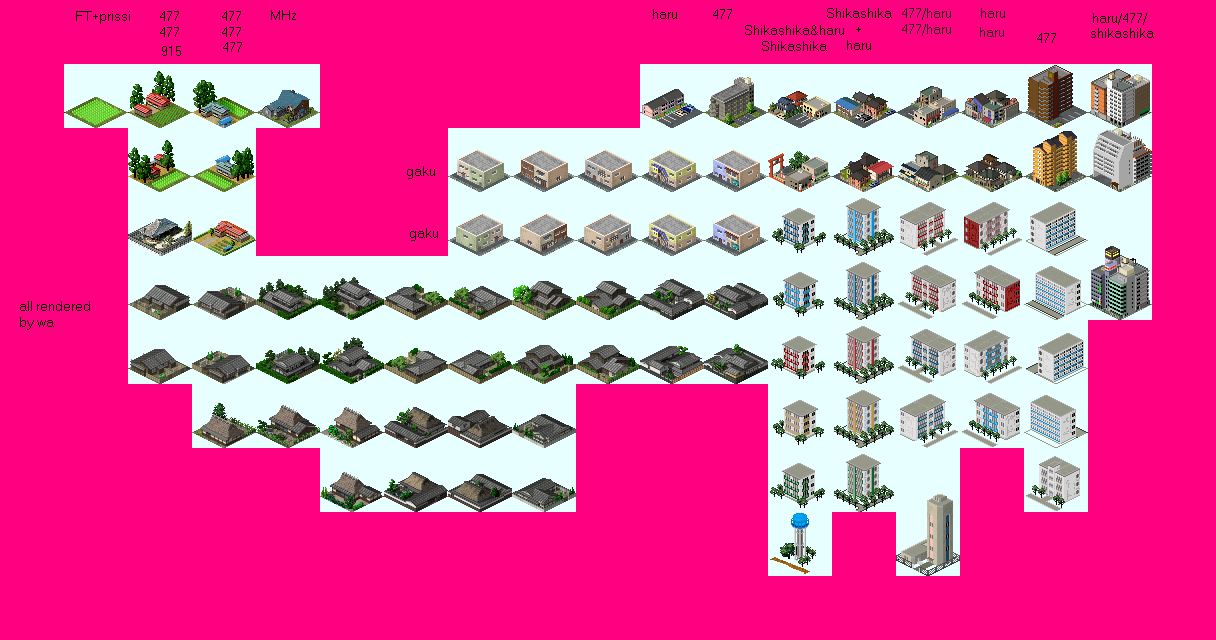 FT+prissi 477 477 MHz
477 477
915 477
haru 477
Shikashika&haru
Shikashika
Shikashika
+
haru
477/haru
477/haru
haru
haru
477
haru/477/
shikashika
gaku
gaku
all rendered
by wa